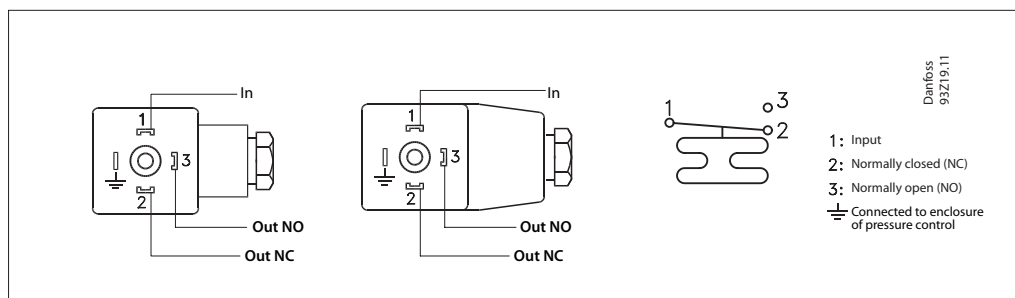 In
1
3
2
Out NO
Out NC
In
1
3
2
Out NO
Out NC
1
3
2
Danfoss
93Z19.11
1: Input
2: Normally closed (NC)
3: Normally open (NO)
Connected to enclosure
of pressure control